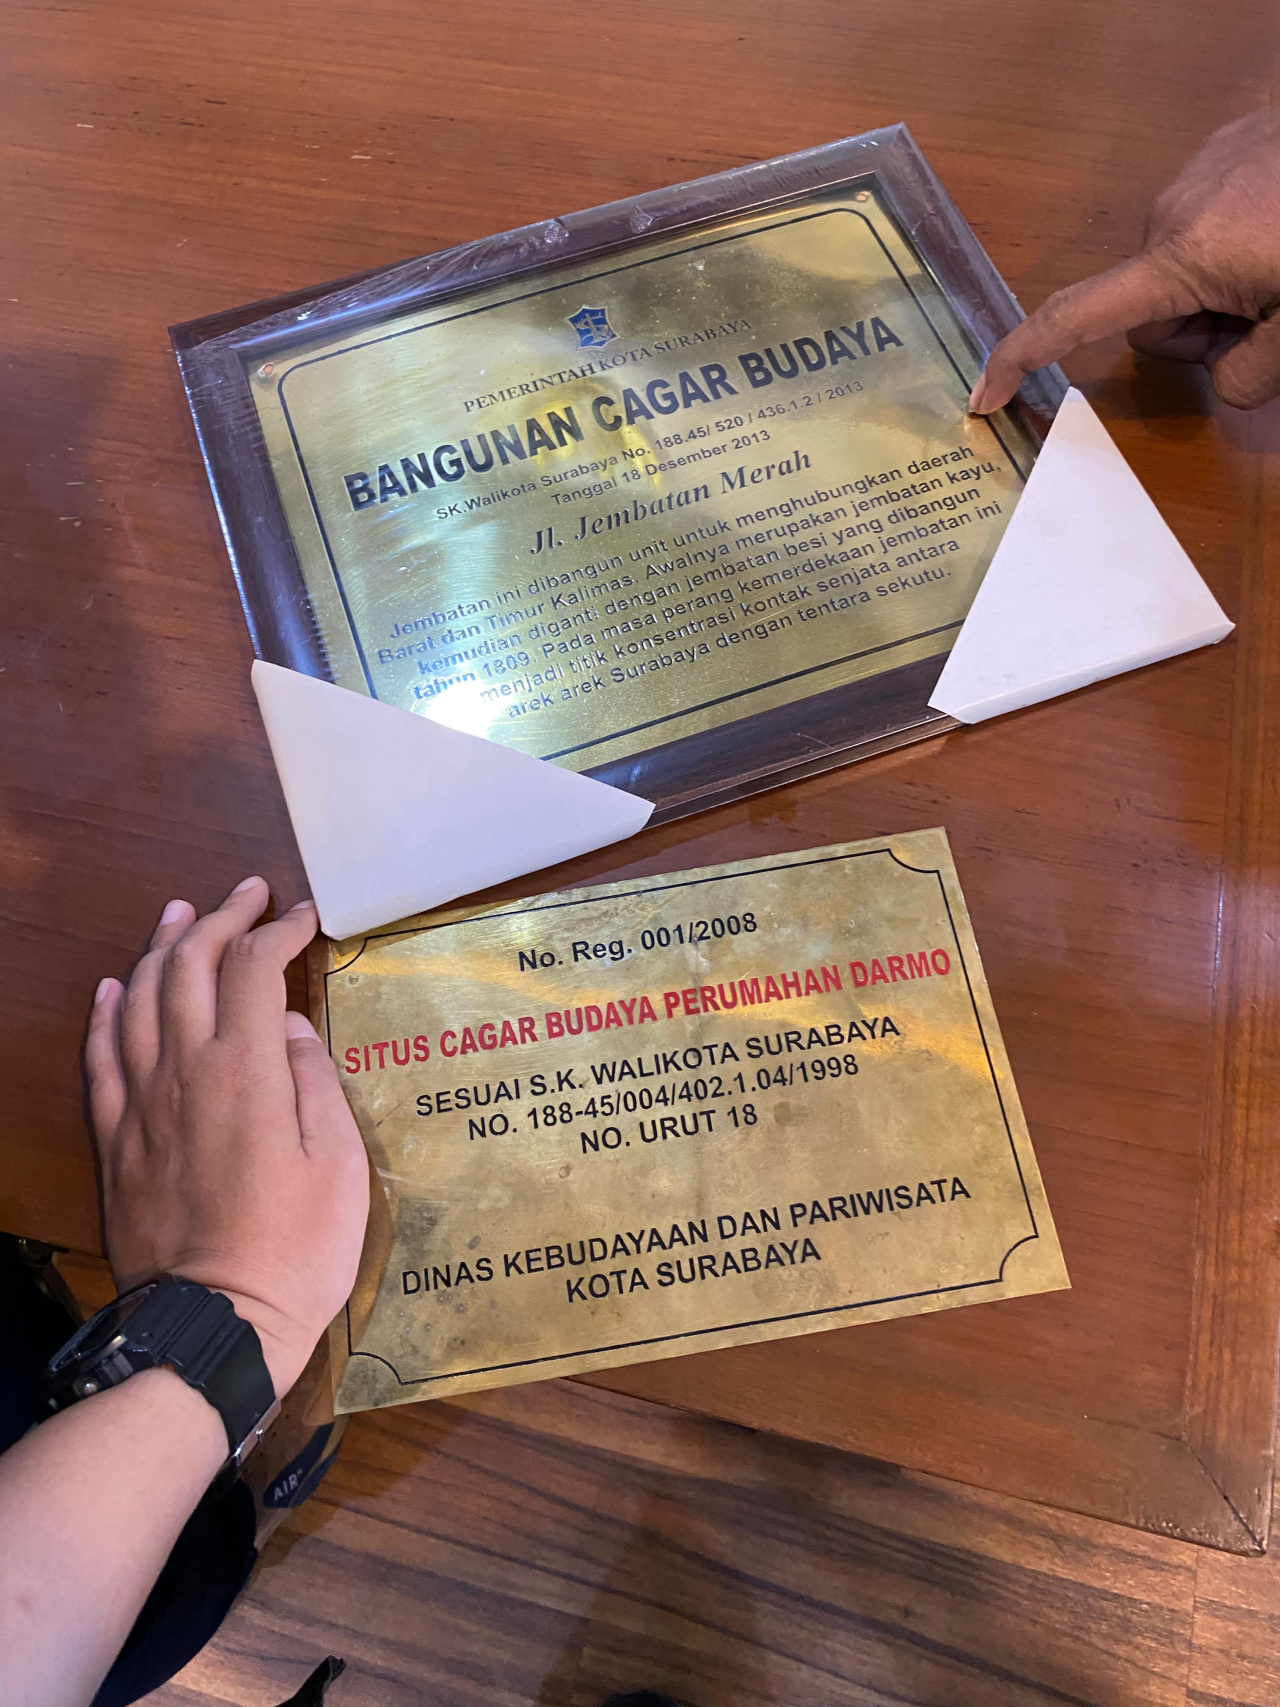 PEMERINTAH KOTA SURABAYA
BANGUNAN CAGAR BUDAYA
SK.Walikota Surabaya No. 188.45/ 520 / 436.1.2 / 2013
Tanggal 18 Desember 2013
Jl. Jembatan Merah
Jembatan ini dibangun unit untuk menghubungkan daerah
Barat dan Timur Kalimas. Awalnya merupakan jembatan kayu,
kemudian diganti dengan jembatan besi yang dibangun
tahun 1809. Pada masa perang kemerdekaan jembatan ini
menjadi titik konsentrasi kontak senjata antara
arek arek Surabaya dengan tentara sekutu.
No. Reg. 001/2008
SITUS CAGAR BUDAYA PERUMAHAN DARMO
SESUAI S.K. WALIKOTA SURABAYA
NO. 188-45/004/402.1.04/1998
NO. URUT 18
DINAS KEBUDAYAAN DAN PARIWISATA
KOTA SURABAYA
AIR